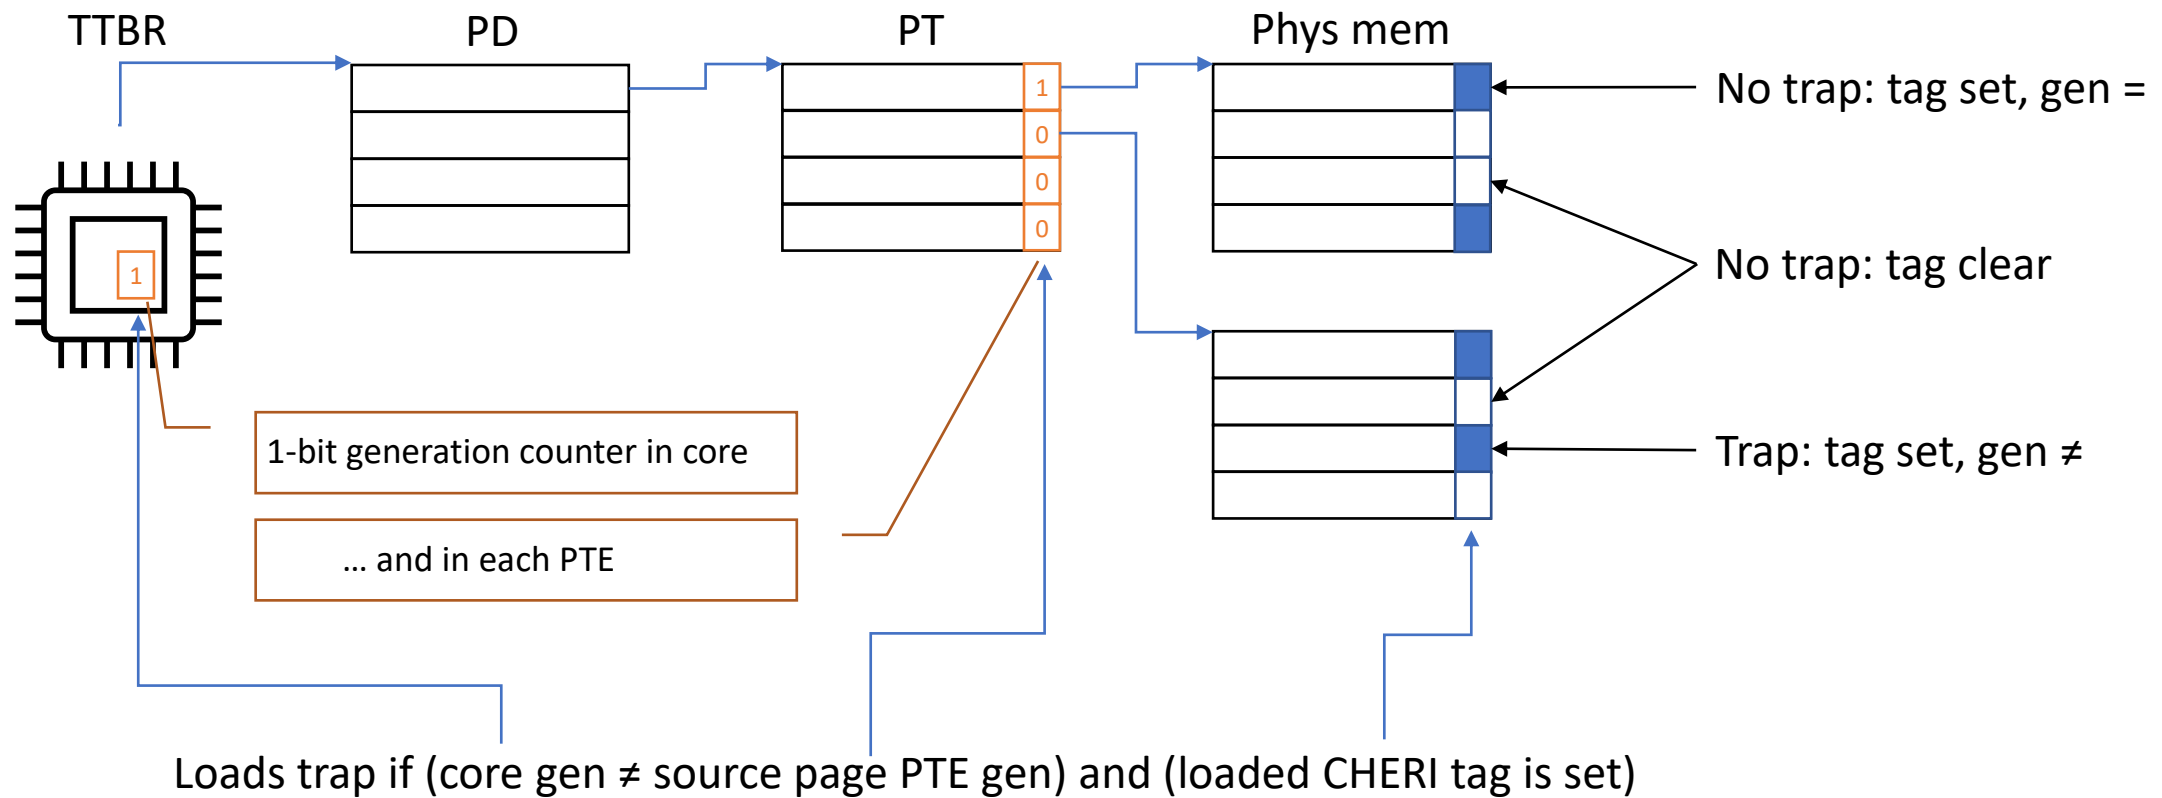 TTBR
PD
PT
Phys mem
1
0
0
0
1
No trap: tag set, gen =
No trap: tag clear
Trap: tag set, gen ≠
1-bit generation counter in core
... and in each PTE
Loads trap if (core gen ≠ source page PTE gen) and (loaded CHERI tag is set)